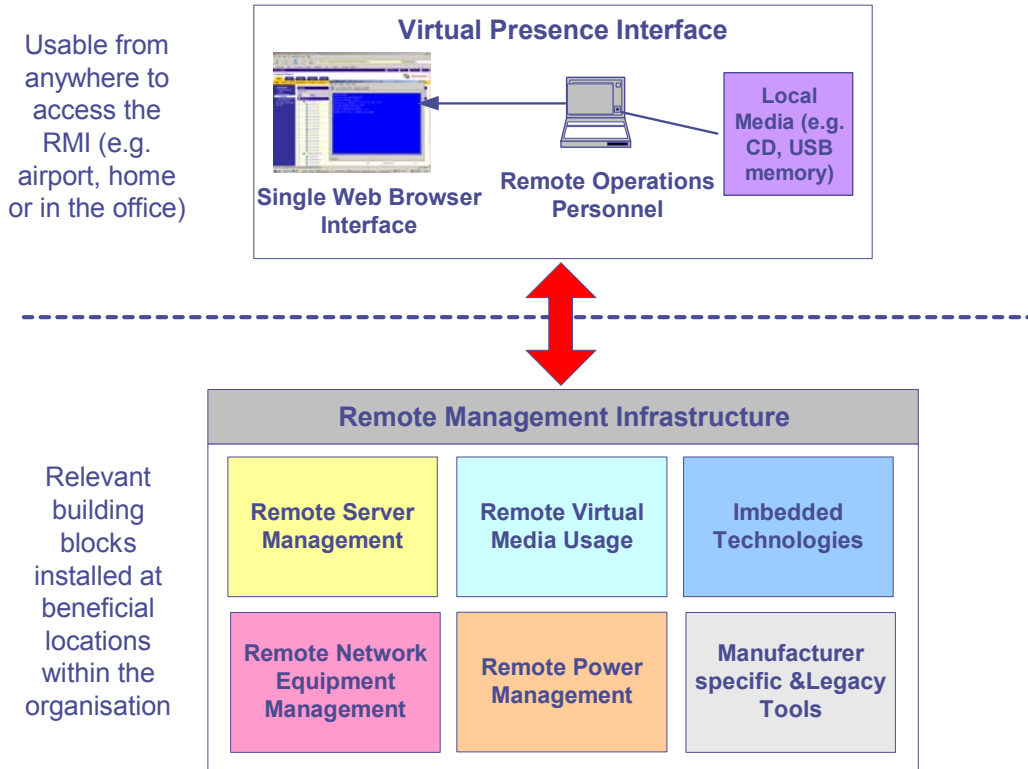 Usable from
anywhere to
access the
RMI (e.g.
airport, home
or in the office)
Virtual Presence Interface
Single Web Browser
Interface
Remote Operations
Personnel
Local
Media (e.g.
CD, USB
memory)
Relevant
building
blocks
installed at
beneficial
locations
within the
organisation
Remote Management Infrastructure
Remote Server
Management
Remote Virtual
Media Usage
Imbedded
Technologies
Remote Network
Equipment
Management
Remote Power
Management
Manufacturer
specific &Legacy
Tools